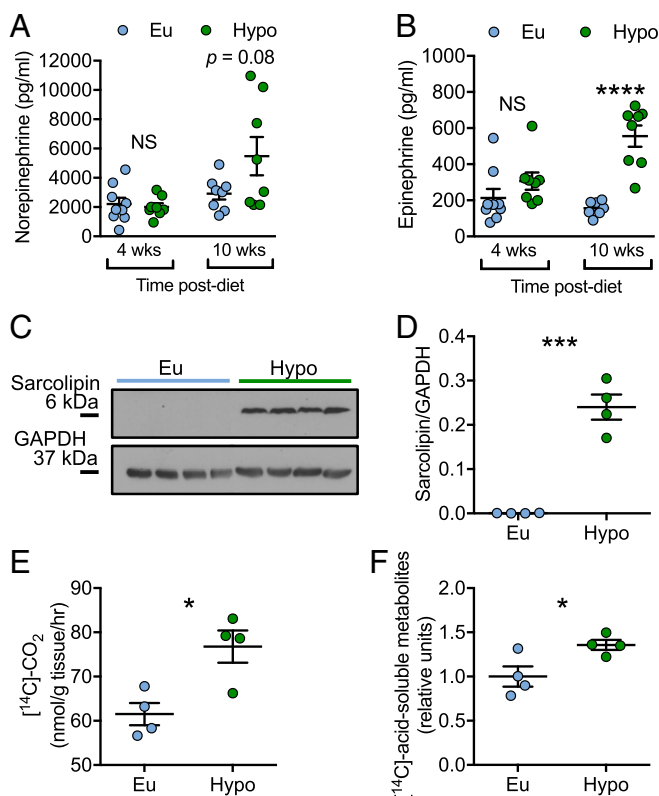 A
Eu Hypo
p = 0.08
NS
Norepinephrine (pg/ml)
12000
10000
8000
6000
4000
2000
0
4 wks 10 wks
Time post-diet
B
Eu Hypo
****
NS
Epinephrine (pg/ml)
1000
800
600
400
200
0
4 wks 10 wks
Time post-diet
C
Eu Hypo
Sarcolipin
6 kDa
GAPDH
37 kDa
D
***
Sarcolipin/GAPDH
0.4
0.3
0.2
0.1
0.0
Eu Hypo
E
*
[¹⁴C]-CO₂
(nmol/g tissue/hr)
90
80
70
60
50
Eu Hypo
F
*
[¹⁴C]-acid-soluble metabolites
(relative units)
2.0
1.5
1.0
0.5
0.0
Eu Hypo